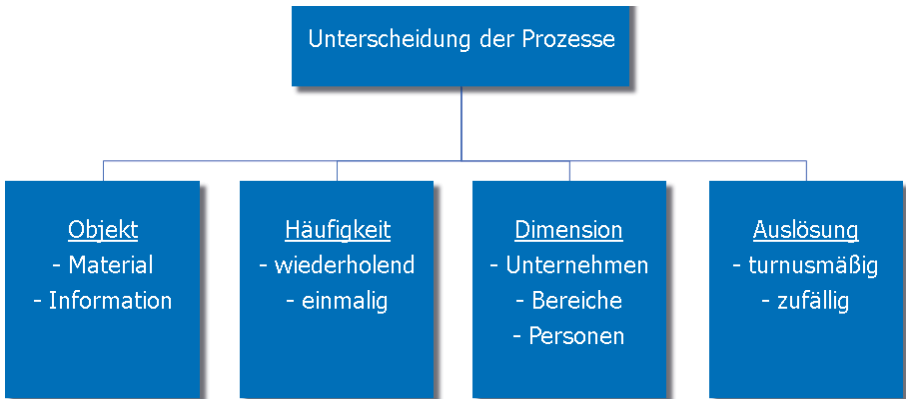 Unterscheidung der Prozesse
Objekt
- Material
- Information
Häufigkeit
- wiederholend
- einmalig
Dimension
- Unternehmen
- Bereiche
- Personen
Auslösung
- turnusmäßig
- zufällig